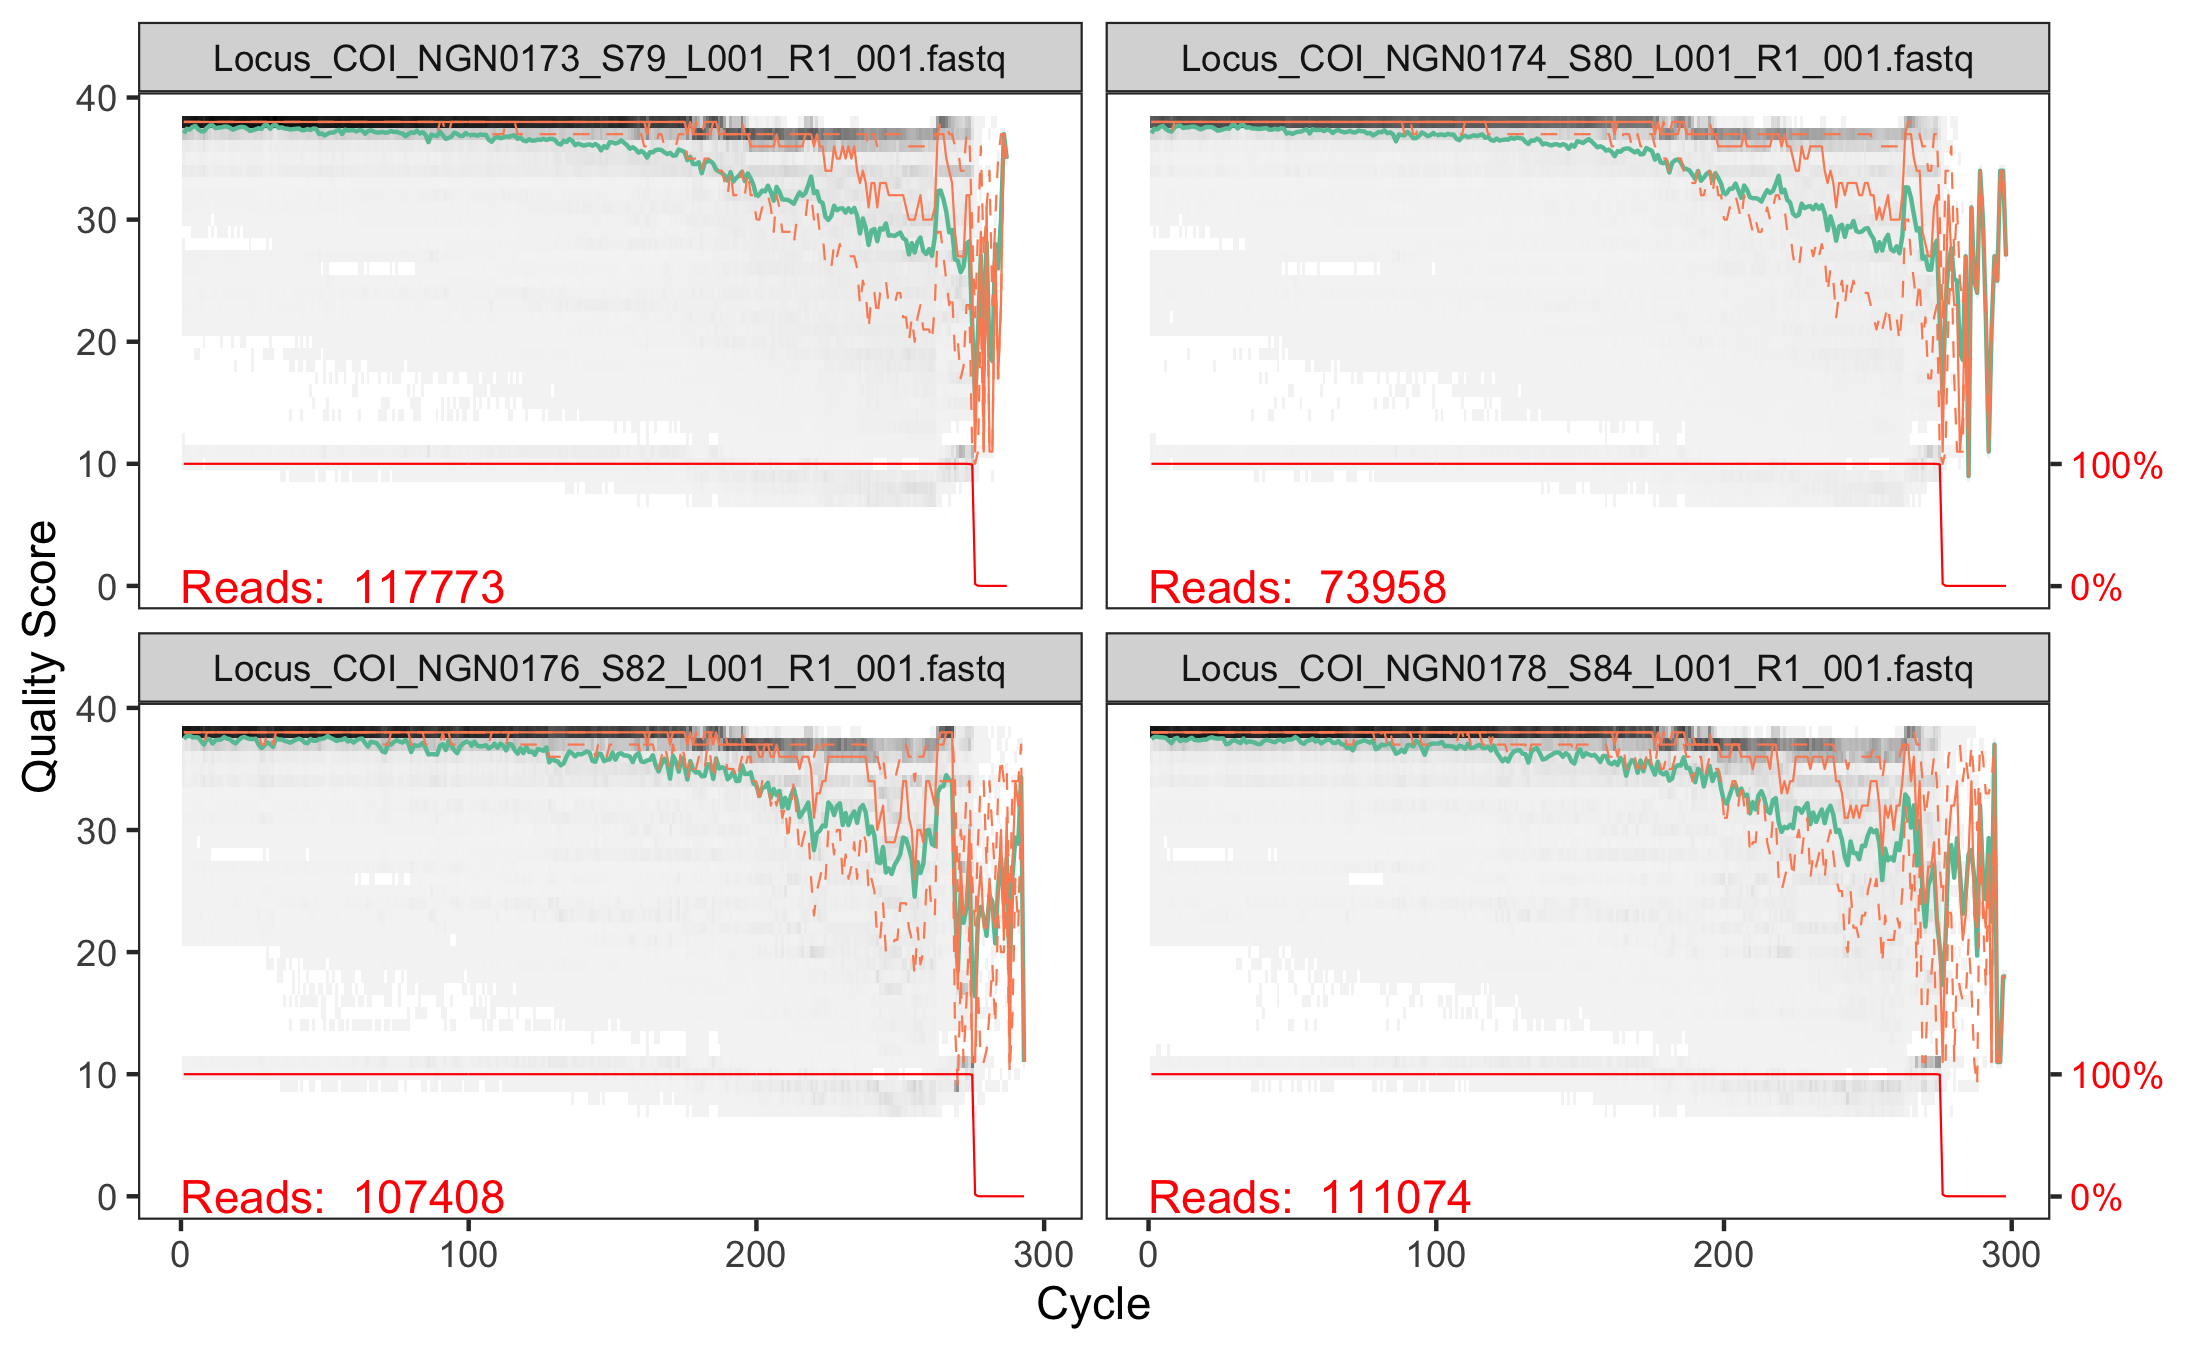 Locus_COI_NGN0173_S79_L001_R1_001.fastq
Locus_COI_NGN0174_S80_L001_R1_001.fastq
40
30
20
10
0
Reads: 117773
Reads: 73958
100%
0%
Locus_COI_NGN0176_S82_L001_R1_001.fastq
Locus_COI_NGN0178_S84_L001_R1_001.fastq
40
30
20
10
0
Reads: 107408
Reads: 111074
100%
0%
0 100 200 300
0 100 200 300
Quality Score
Cycle